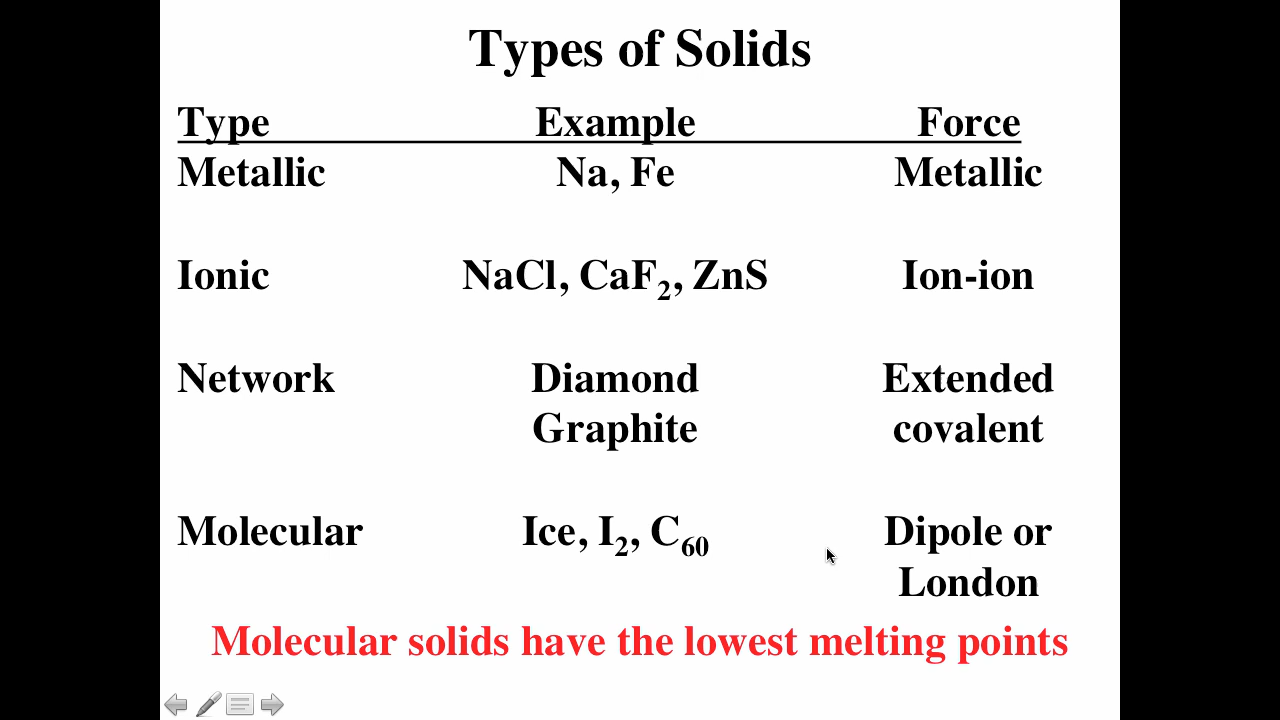 Types of Solids
Type Example Force
Metallic Na, Fe Metallic
Ionic NaCl, CaF₂, ZnS Ion-ion
Network Diamond Extended
Graphite covalent
Molecular Ice, I₂, C₆₀ Dipole or
London
Molecular solids have the lowest melting points